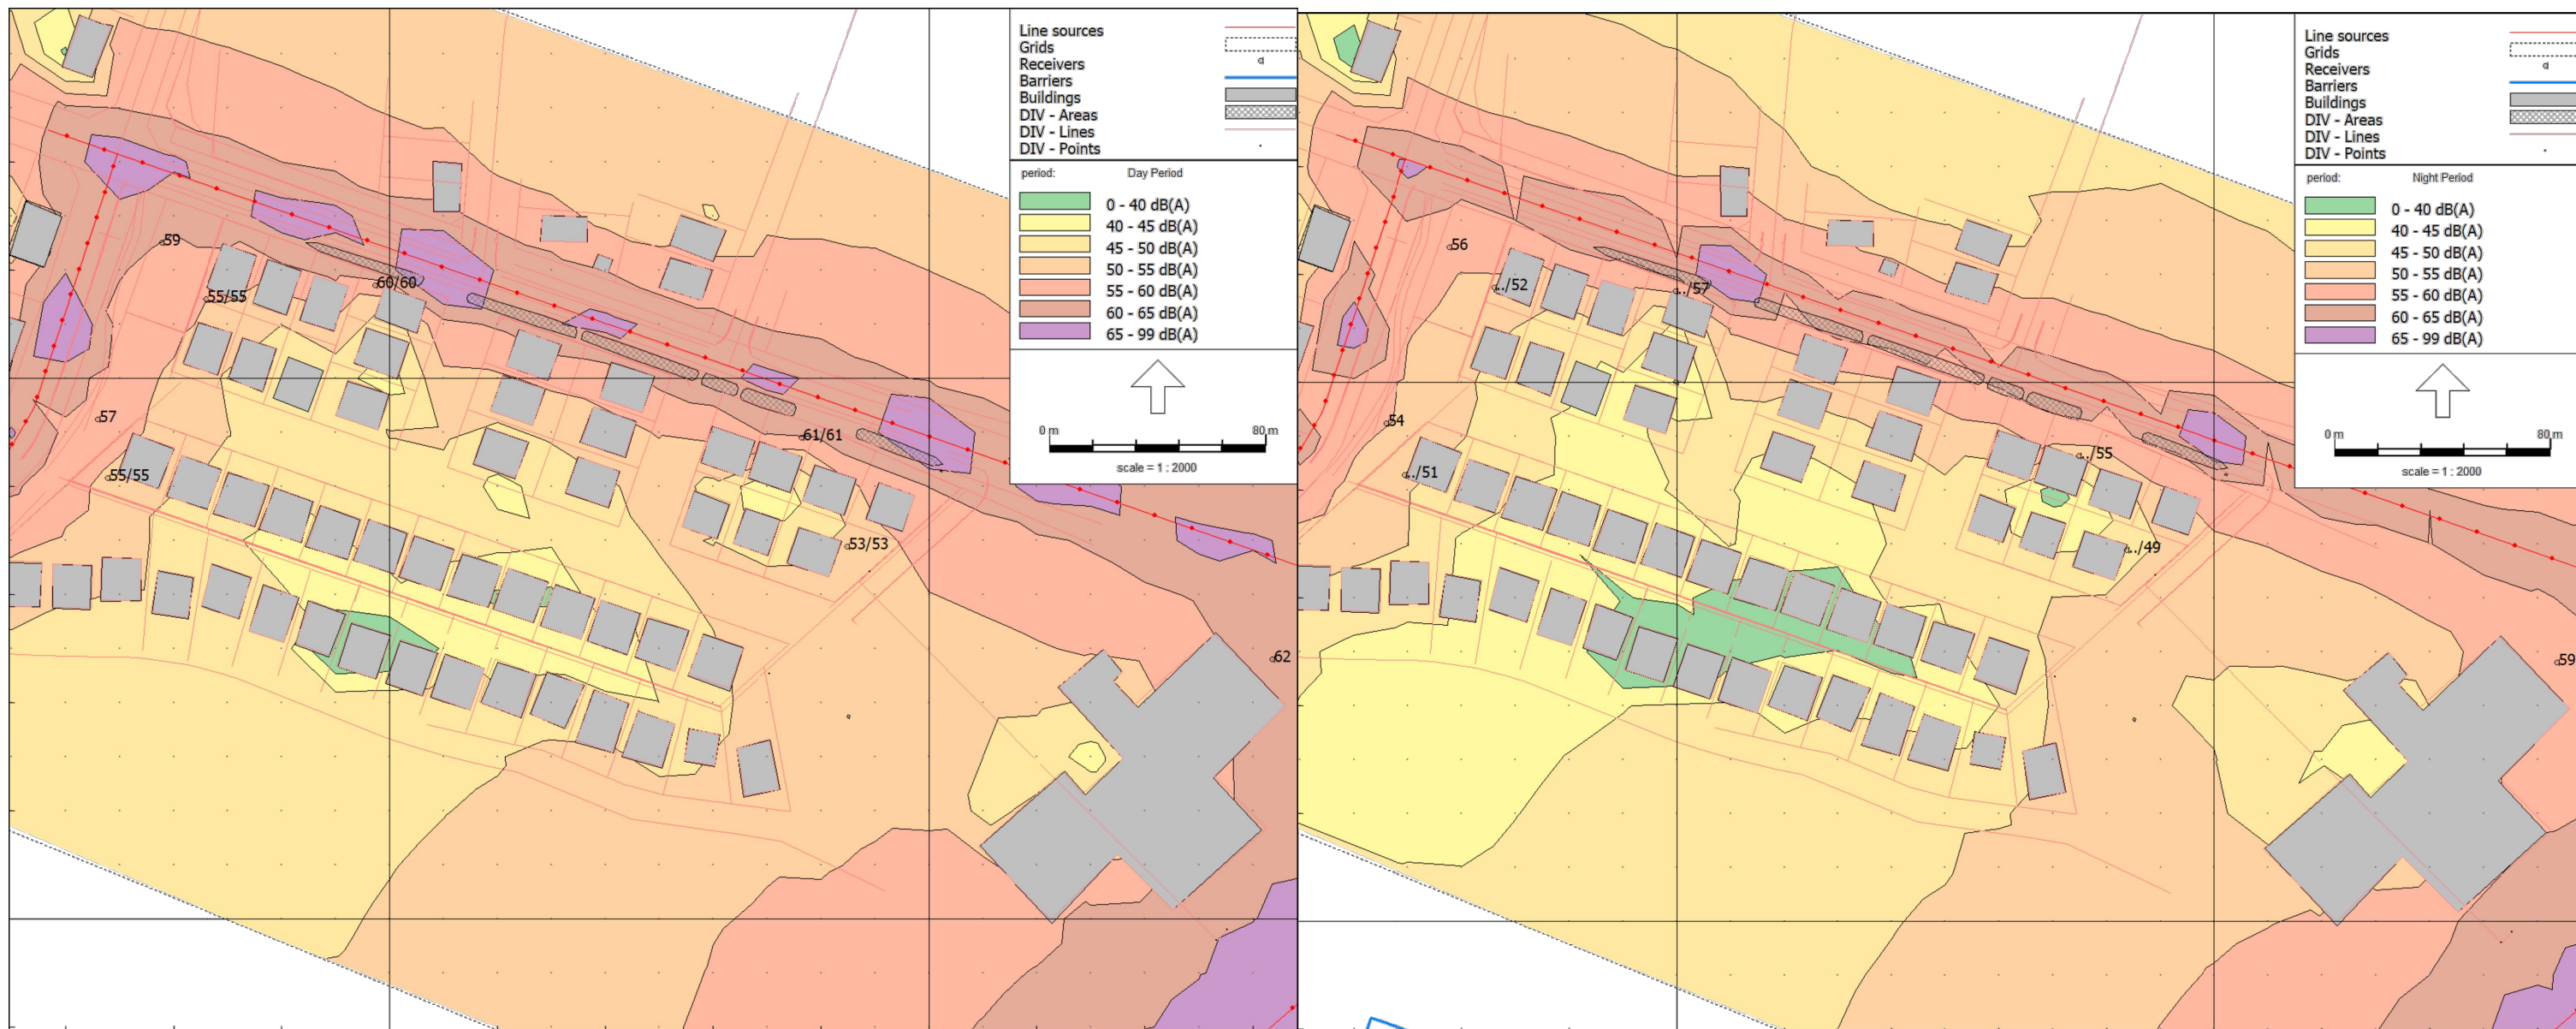 Line sources
Grids
Receivers
Barriers
Buildings
DIV - Areas
DIV - Lines
DIV - Points
period: Day Period
0 - 40 dB(A)
40 - 45 dB(A)
45 - 50 dB(A)
50 - 55 dB(A)
55 - 60 dB(A)
60 - 65 dB(A)
65 - 99 dB(A)
0 m 80 m
scale = 1 : 2000
59
60/60
55/55
57
61/61
55/55
53/53
62
Line sources
Grids
Receivers
Barriers
Buildings
DIV - Areas
DIV - Lines
DIV - Points
period: Night Period
0 - 40 dB(A)
40 - 45 dB(A)
45 - 50 dB(A)
50 - 55 dB(A)
55 - 60 dB(A)
60 - 65 dB(A)
65 - 99 dB(A)
0 m 80 m
scale = 1 : 2000
56
../52
../57
54
../55
../51
../49
59